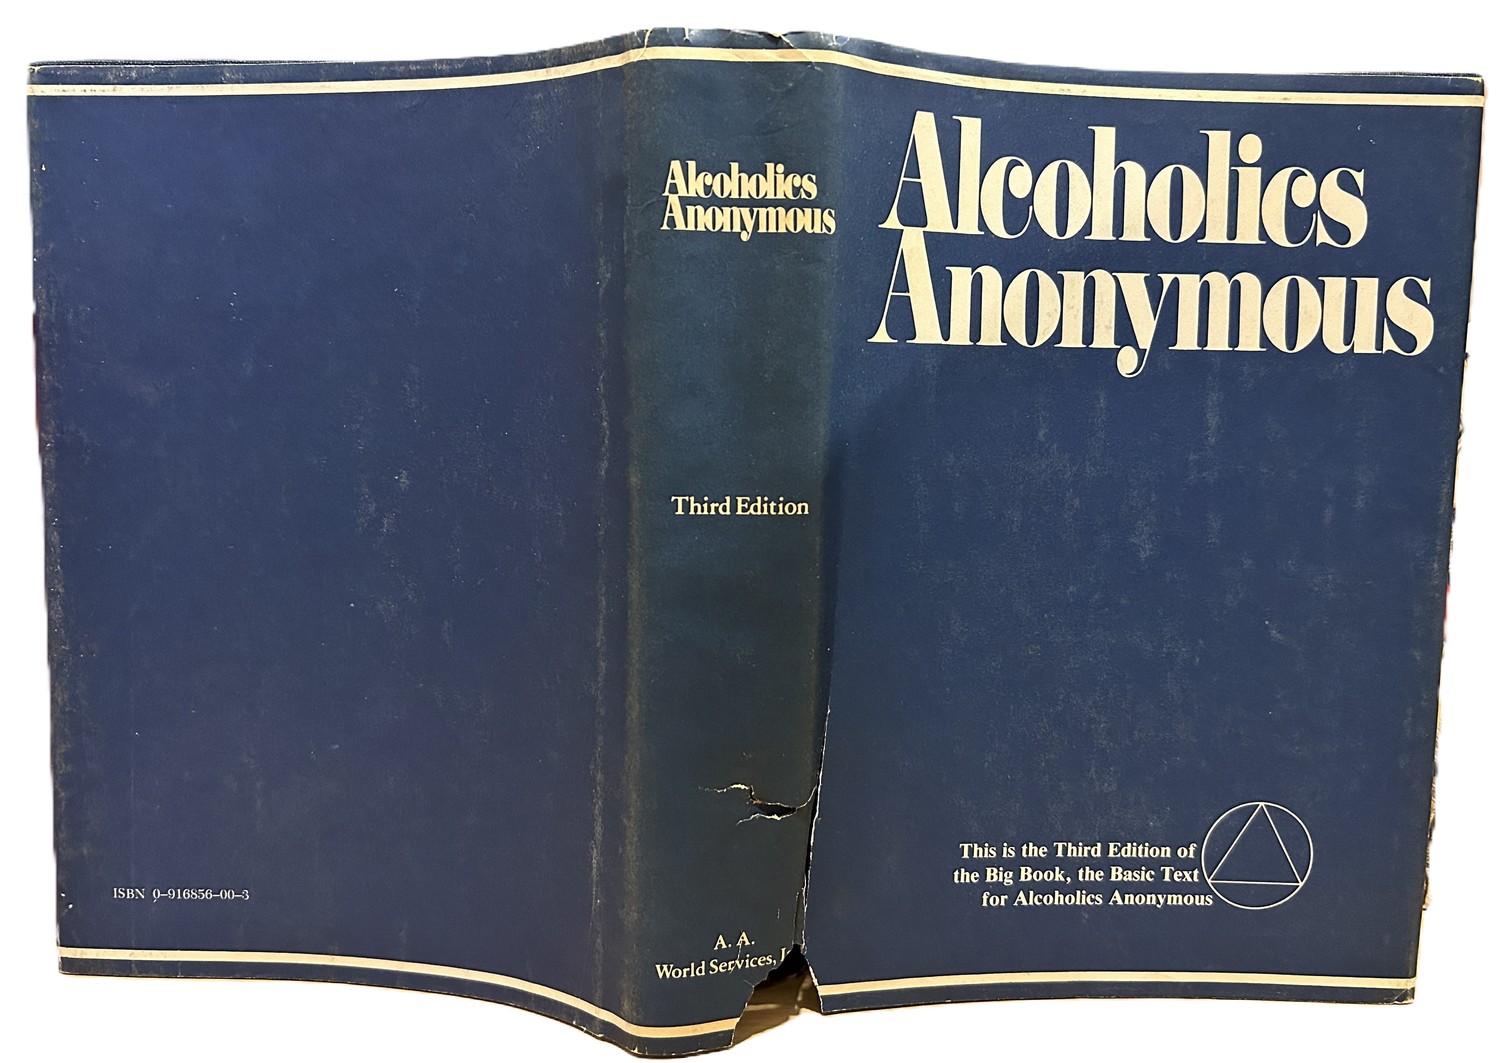 ISBN 0-916856-00-3
Alcoholics
Anonymous
Third Edition
A. A.
World Services,
Alcoholics
Anonymous
This is the Third Edition of
the Big Book, the Basic Text
for Alcoholics Anonymous